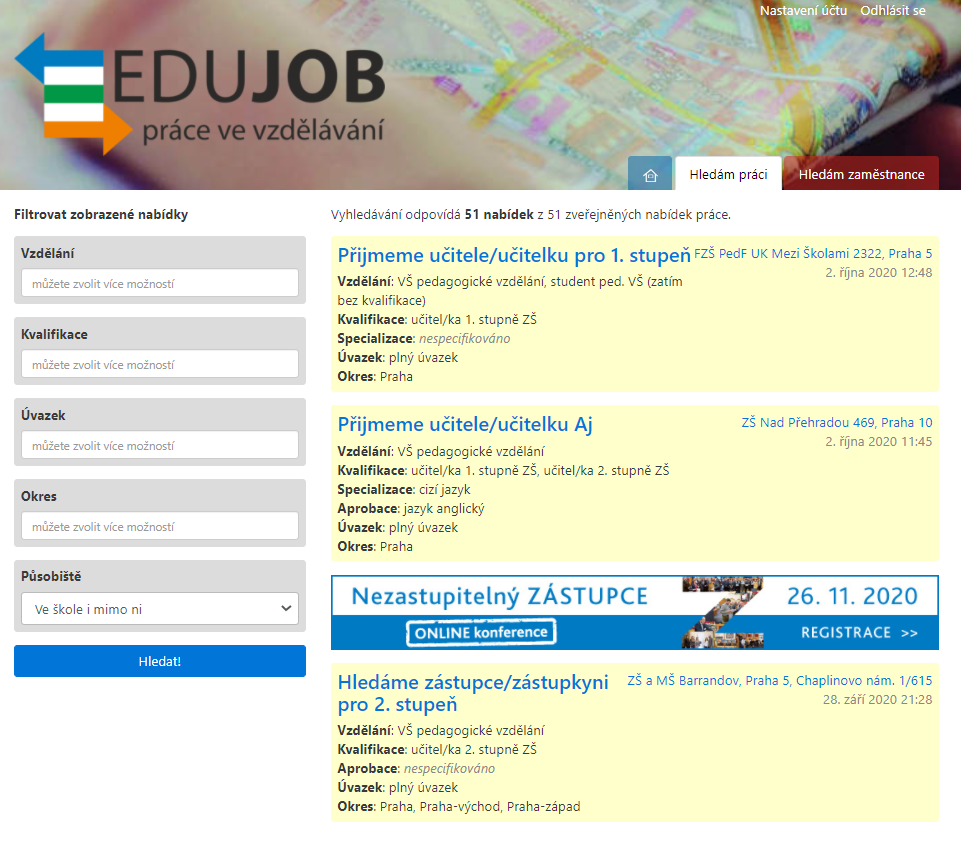 Nastavení účtu Odhlásit se
EDUJOB
práce ve vzdělávání
Hledám práci Hledám zaměstnance
Filtrovat zobrazené nabídky
Vzdělání
můžete zvolit více možností
Kvalifikace
můžete zvolit více možností
Úvazek
můžete zvolit více možností
Okres
můžete zvolit více možností
Působiště
Ve škole i mimo ni
Hledat!
Vyhledávání odpovídá 51 nabídek z 51 zveřejněných nabídek práce.
Přijmeme učitele/učitelku pro 1. stupeň
FZŠ PedF UK Mezi Školami 2322, Praha 5
2. října 2020 12:48
Vzdělání: VŠ pedagogické vzdělání, student ped. VŠ (zatím
bez kvalifikace)
Kvalifikace: učitel/ka 1. stupně ZŠ
Specializace: nespecifikováno
Úvazek: plný úvazek
Okres: Praha
Přijmeme učitele/učitelku Aj
ZŠ Nad Přehradou 469, Praha 10
2. října 2020 11:45
Vzdělání: VŠ pedagogické vzdělání
Kvalifikace: učitel/ka 1. stupně ZŠ, učitel/ka 2. stupně ZŠ
Specializace: cizí jazyk
Aprobace: jazyk anglický
Úvazek: plný úvazek
Okres: Praha
Nezastupitelný ZÁSTUPCE
ONLINE konference
Z
26. 11. 2020
REGISTRACE >>
Hledáme zástupce/zástupkyni
pro 2. stupeň
ZŠ a MŠ Barrandov, Praha 5, Chaplinovo nám. 1/615
28. září 2020 21:28
Vzdělání: VŠ pedagogické vzdělání
Kvalifikace: učitel/ka 2. stupně ZŠ
Aprobace: nespecifikováno
Úvazek: plný úvazek
Okres: Praha, Praha-východ, Praha-západ